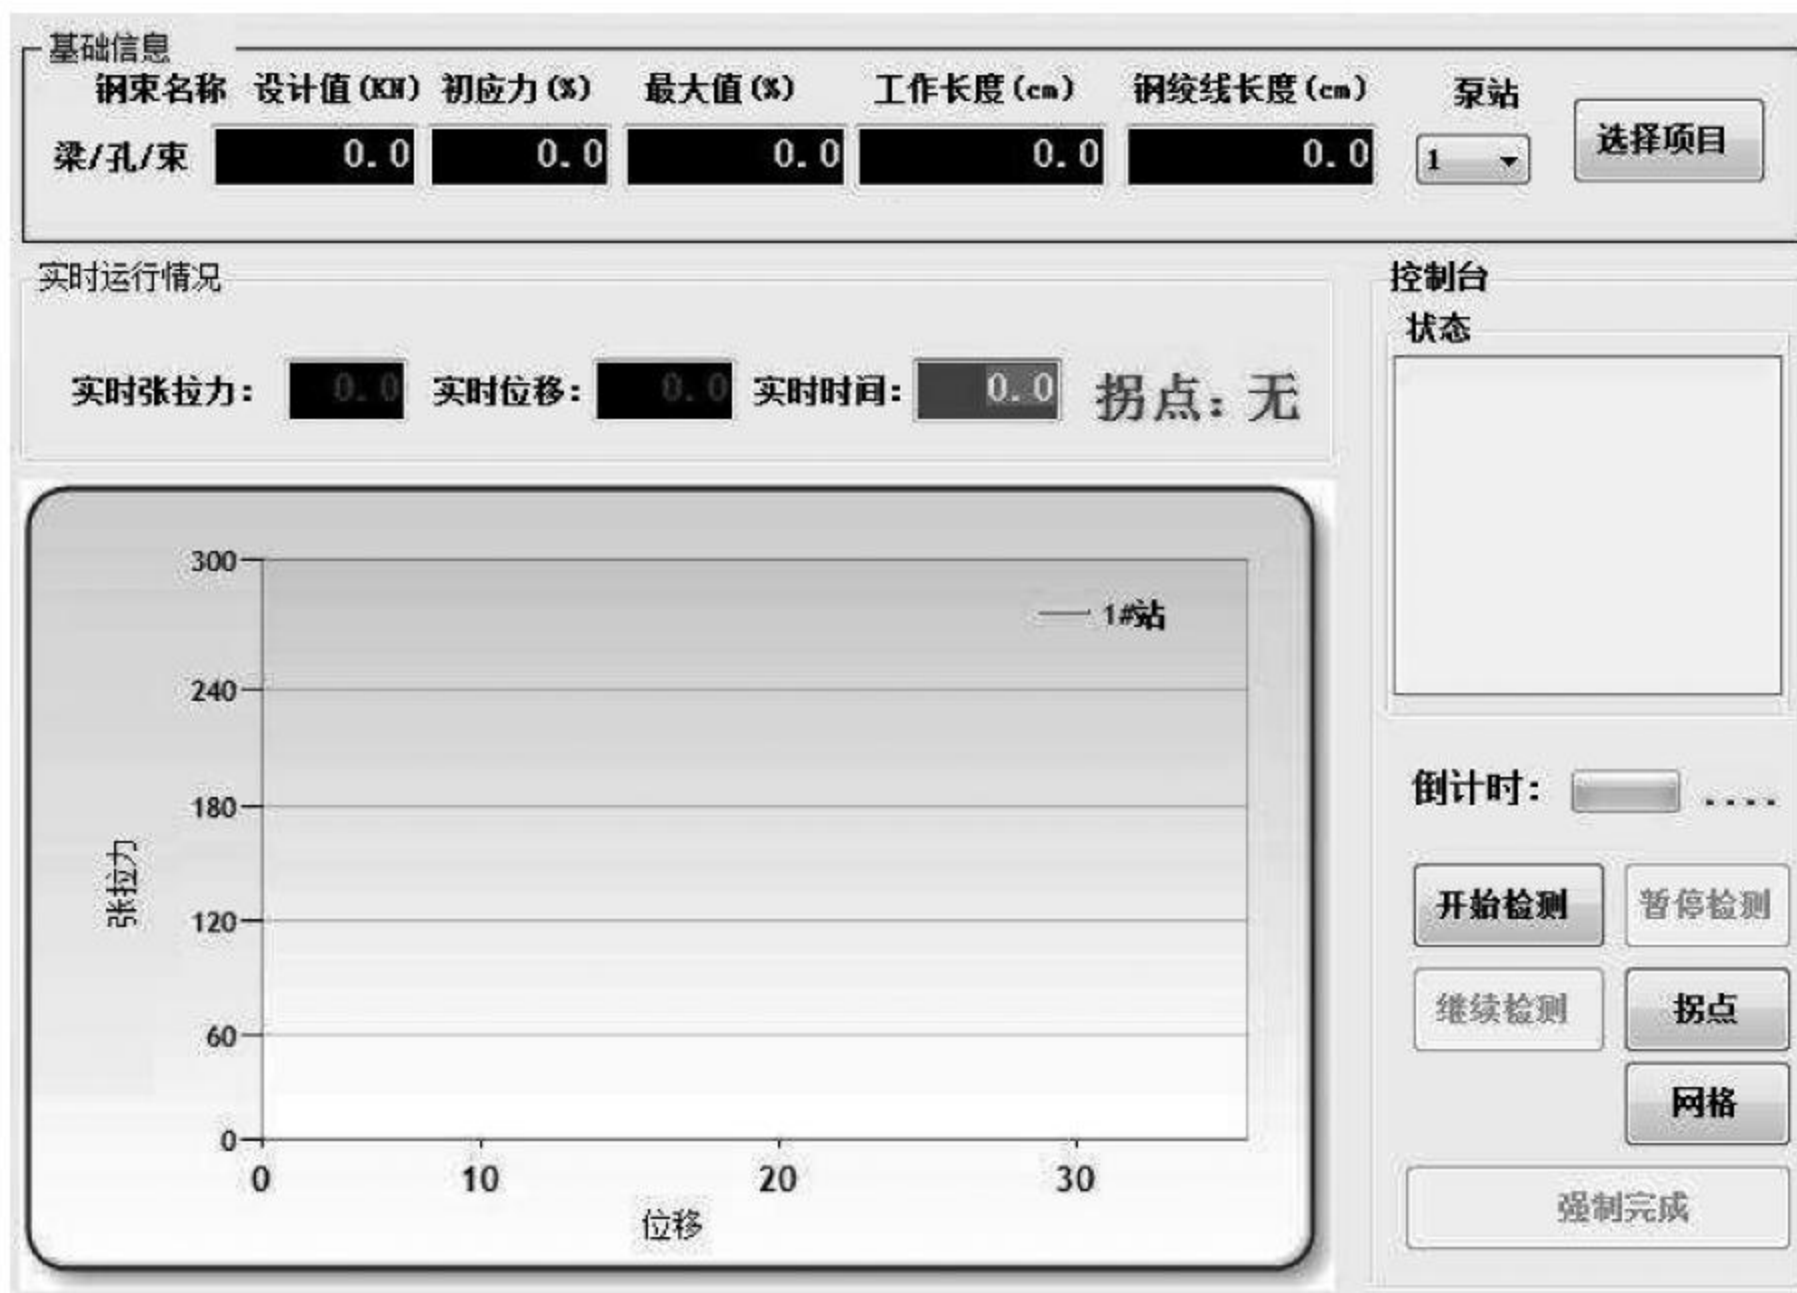 基础信息
钢束名称 设计值(KN) 初应力(%) 最大值(%) 工作长度(cm) 钢绞线长度(cm) 泵站
梁/孔/束 0.0 0.0 0.0 0.0 0.0 1 选择项目
实时运行情况
实时张拉力: 0.0 实时位移: 0.0 实时时间: 0.0 拐点: 无
300
240
180
120
60
0
张拉力
1#站
0 10 20 30
位移
控制台
状态
倒计时: ....
开始检测 暂停检测
继续检测 拐点
网格
强制完成